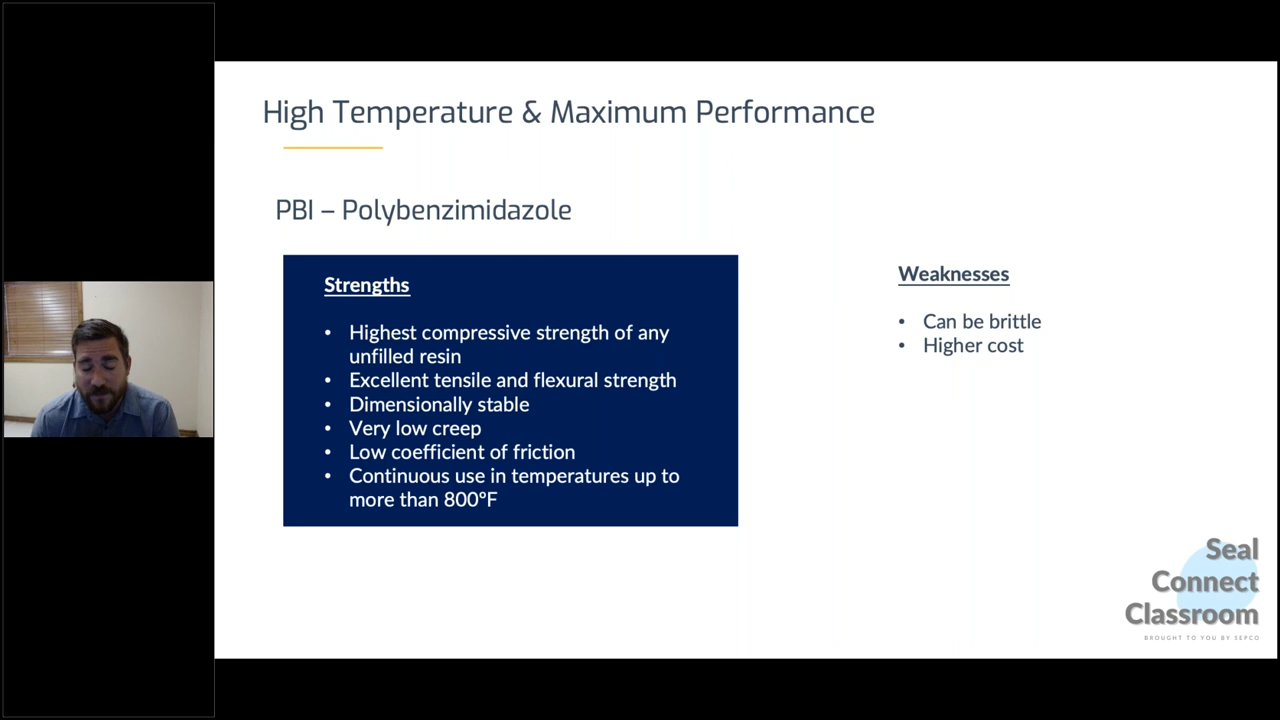 High Temperature & Maximum Performance
PBI – Polybenzimidazole
Strengths
• Highest compressive strength of any
unfilled resin
• Excellent tensile and flexural strength
• Dimensionally stable
• Very low creep
• Low coefficient of friction
• Continuous use in temperatures up to
more than 800ºF
Weaknesses
• Can be brittle
• Higher cost
Seal
Connect
Classroom
BROUGHT TO YOU BY SEPCO